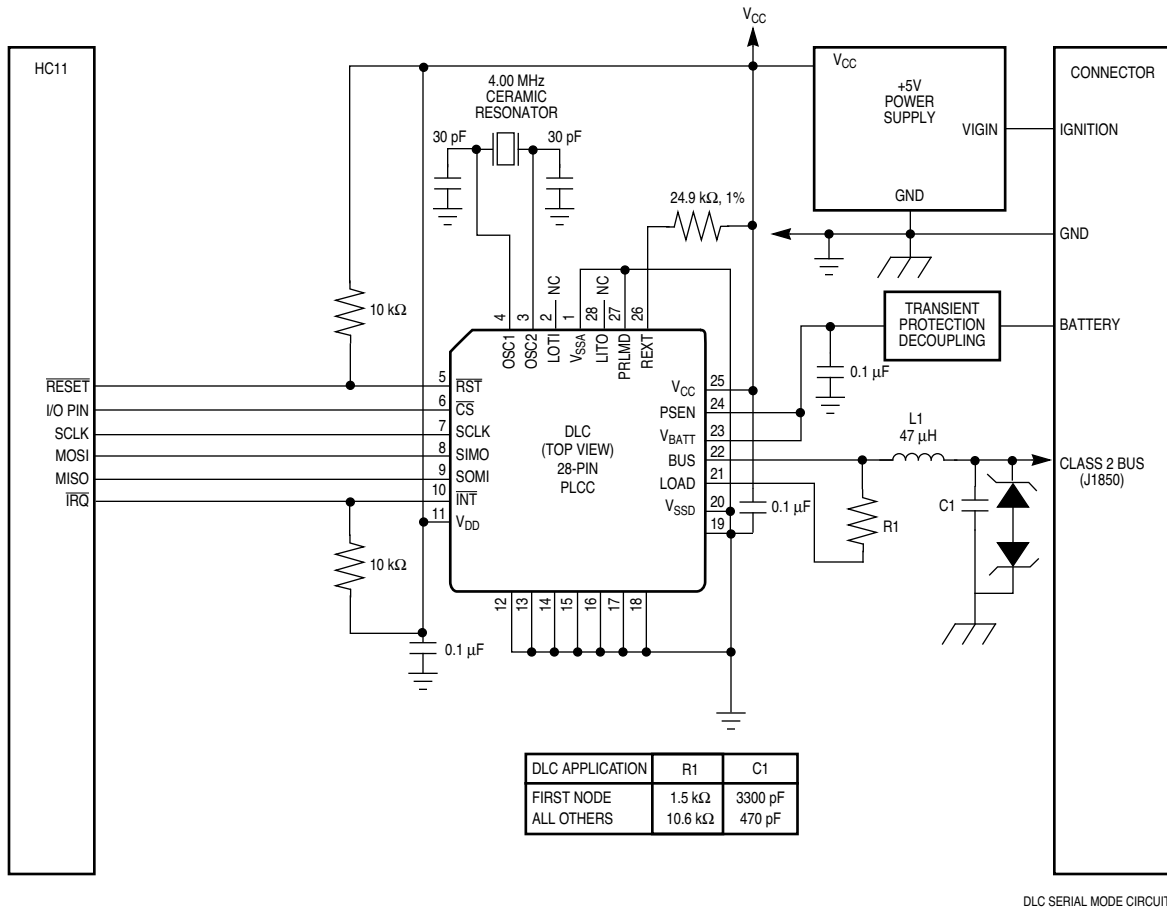 HC11
RESET
I/O PIN
SCLK
MOSI
MISO
IRQ
10 kΩ
10 kΩ
0.1 µF
4.00 MHz
CERAMIC
RESONATOR
30 pF
30 pF
24.9 kΩ, 1%
VCC
VCC
+5V
POWER
SUPPLY
VIGIN
GND
CONNECTOR
IGNITION
GND
BATTERY
CLASS 2 BUS
(J1850)
TRANSIENT
PROTECTION
DECOUPLING
0.1 µF
4
3
2
NC
1
28
NC
27
26
OSC1
OSC2
LOTI
VSSA
LITO
PRLMD
REXT
5
RST
6
CS
7
SCLK
8
SIMO
9
SOMI
10
INT
11
VDD
DLC
(TOP VIEW)
28-PIN
PLCC
VCC
25
PSEN
24
VBATT
23
BUS
22
LOAD
21
VSSD
20
19
0.1 µF
12
13
14
15
16
17
18
L1
47 µH
R1
C1
DLC APPLICATION R1 C1
FIRST NODE 1.5 kΩ 3300 pF
ALL OTHERS 10.6 kΩ 470 pF
DLC SERIAL MODE CIRCUIT